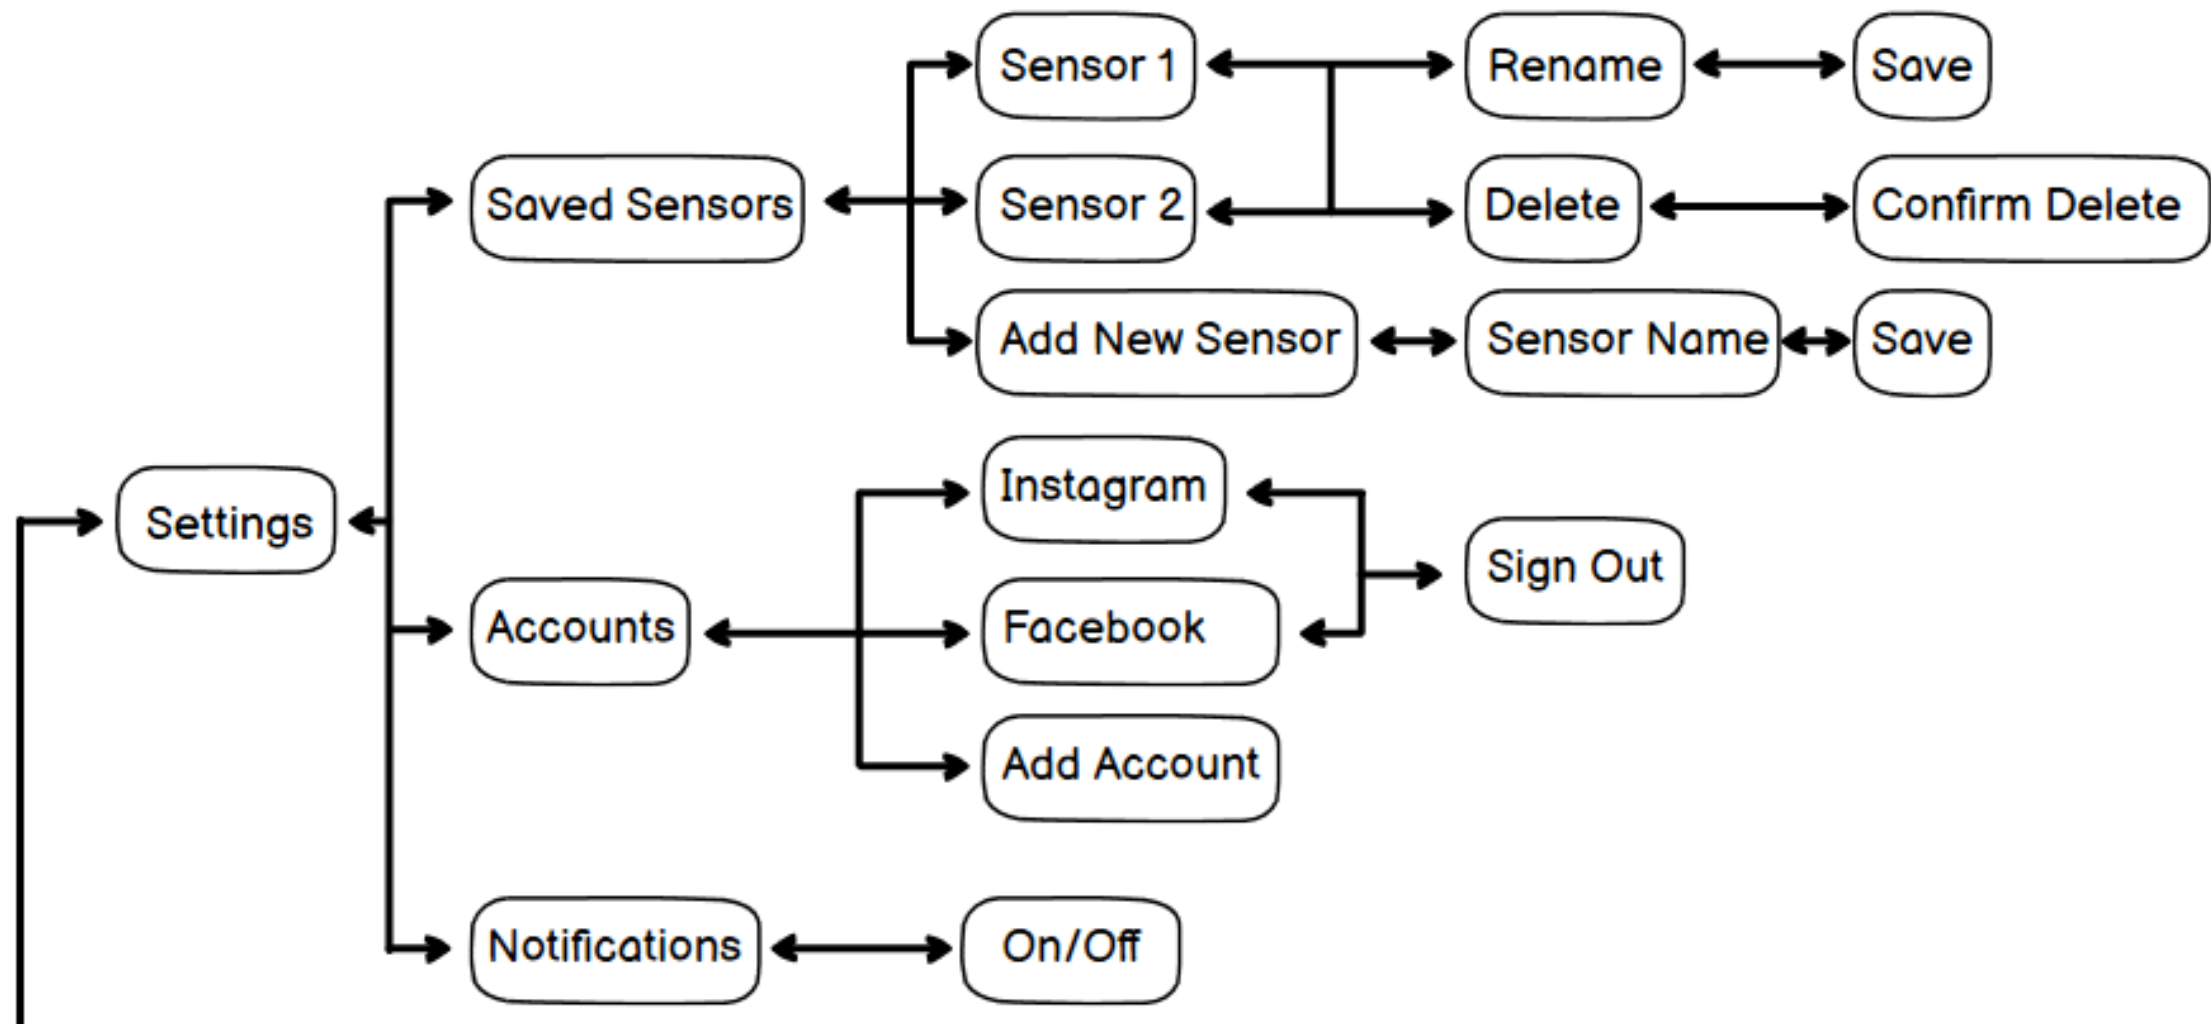 Sensor 1
Rename
Save
Saved Sensors
Sensor 2
Delete
Confirm Delete
Add New Sensor
Sensor Name
Save
Settings
Instagram
Sign Out
Accounts
Facebook
Add Account
Notifications
On/Off